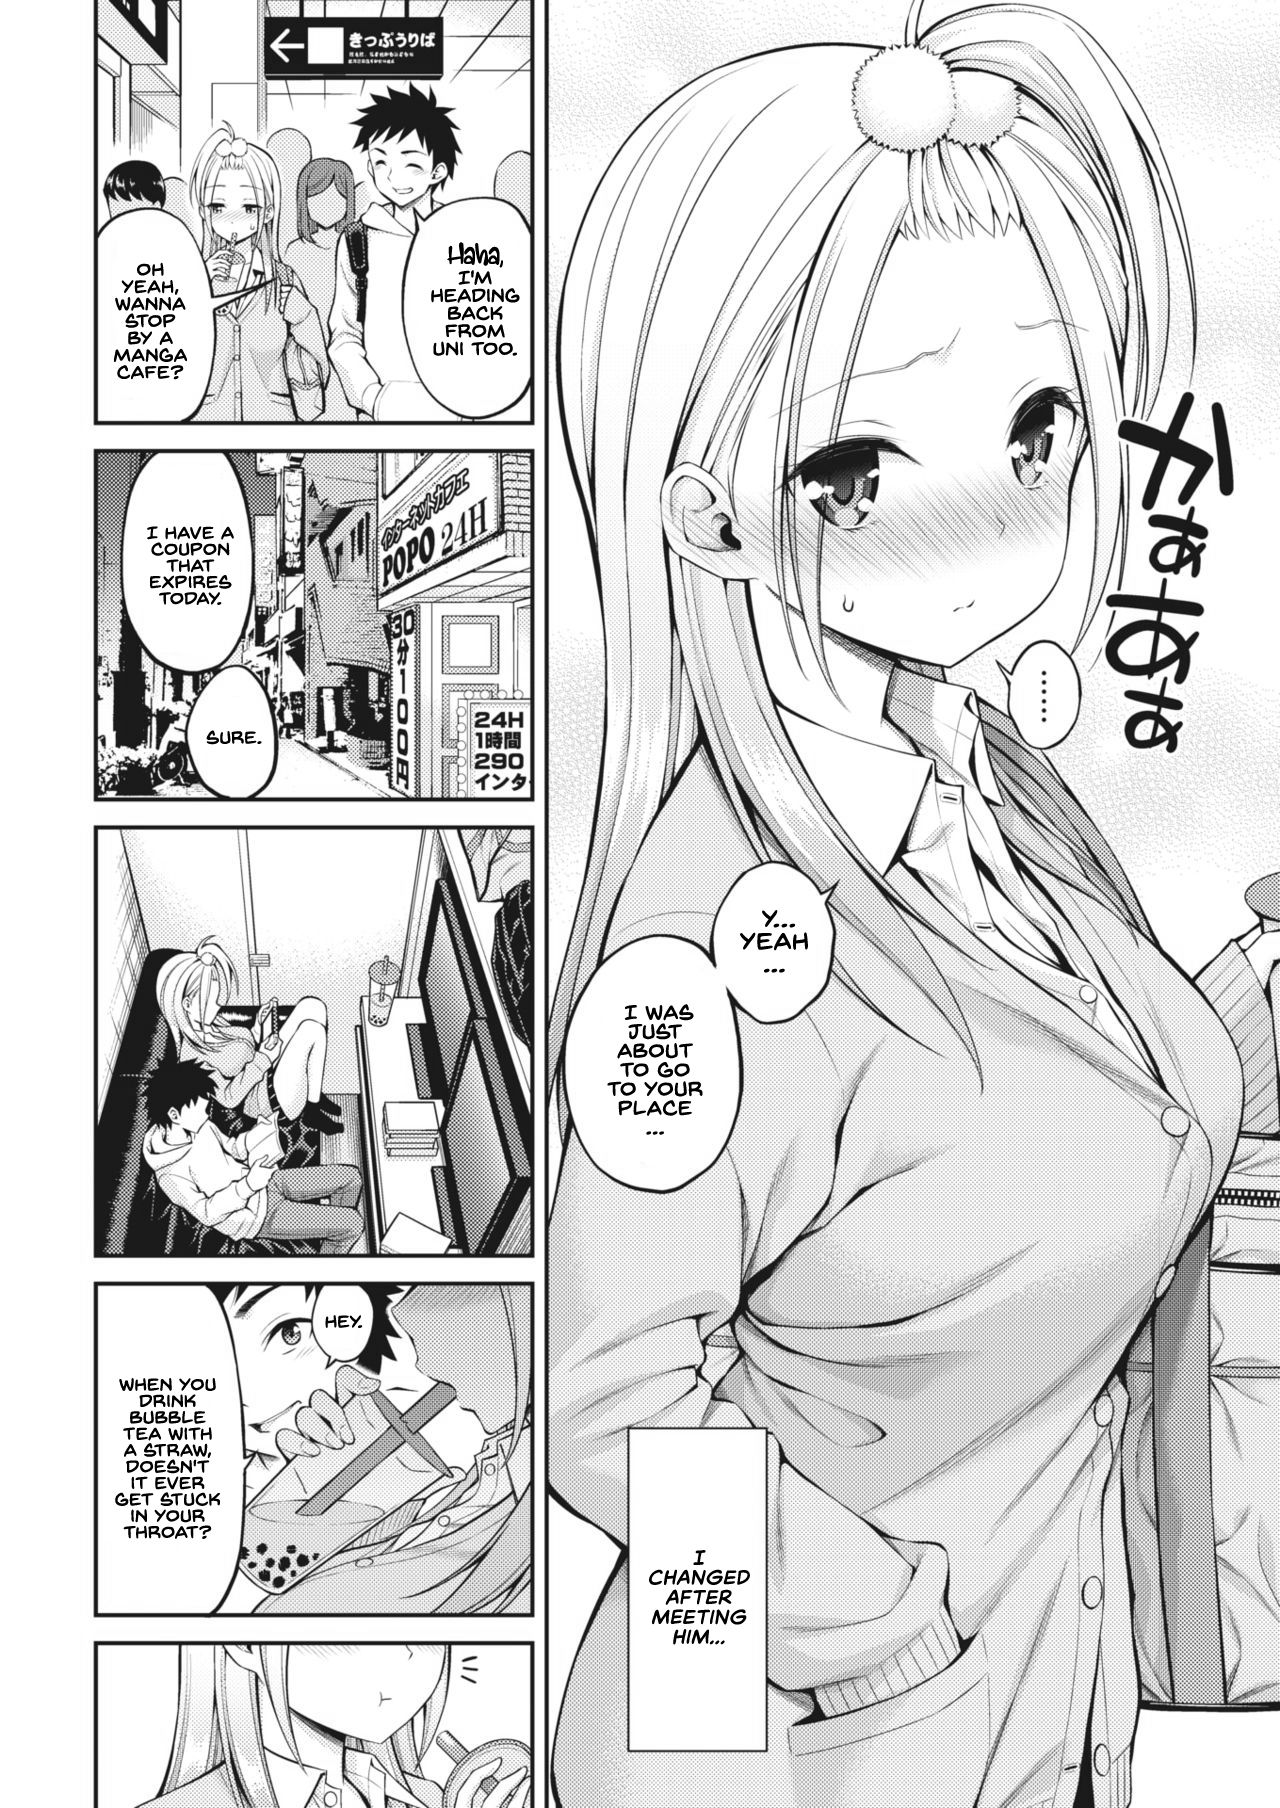 かぁーあぁ
......
Y...
YEAH
...
I WAS
JUST
ABOUT
TO GO
TO YOUR
PLACE
...
I
CHANGED
AFTER
MEETING
HIM...
きっぷうりば
Haha,
I'M
HEADING
BACK
FROM
UNI TOO.
OH
YEAH,
WANNA
STOP
BY A
MANGA
CAFE?
I HAVE A
COUPON
THAT
EXPIRES
TODAY.
SURE.
インターネットカフェ
POPO 24H
30分100円
24H
1時間
290
インター
HEY.
WHEN YOU
DRINK
BUBBLE
TEA WITH
A STRAW,
DOESN'T
IT EVER
GET STUCK
IN YOUR
THROAT?